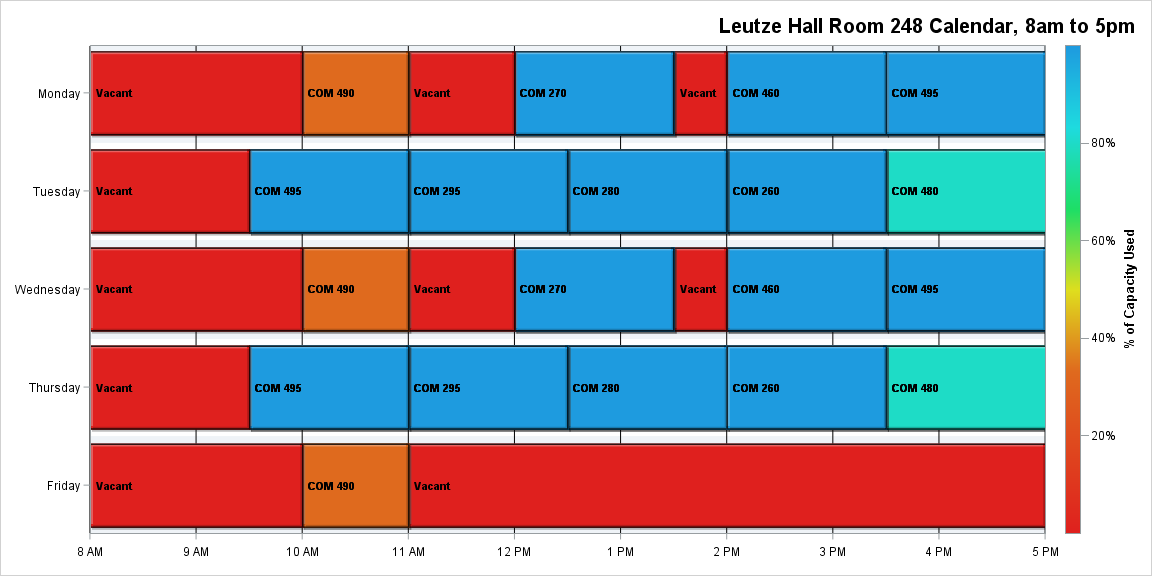 Leutze Hall Room 248 Calendar, 8am to 5pm
Monday
Vacant
COM 490
Vacant
COM 270
Vacant
COM 460
COM 495
Tuesday
Vacant
COM 495
COM 295
COM 280
COM 260
COM 480
Wednesday
Vacant
COM 490
Vacant
COM 270
Vacant
COM 460
COM 495
Thursday
Vacant
COM 495
COM 295
COM 280
COM 260
COM 480
Friday
Vacant
COM 490
Vacant
8 AM
9 AM
10 AM
11 AM
12 PM
1 PM
2 PM
3 PM
4 PM
5 PM
80%
60%
40%
20%
% of Capacity Used